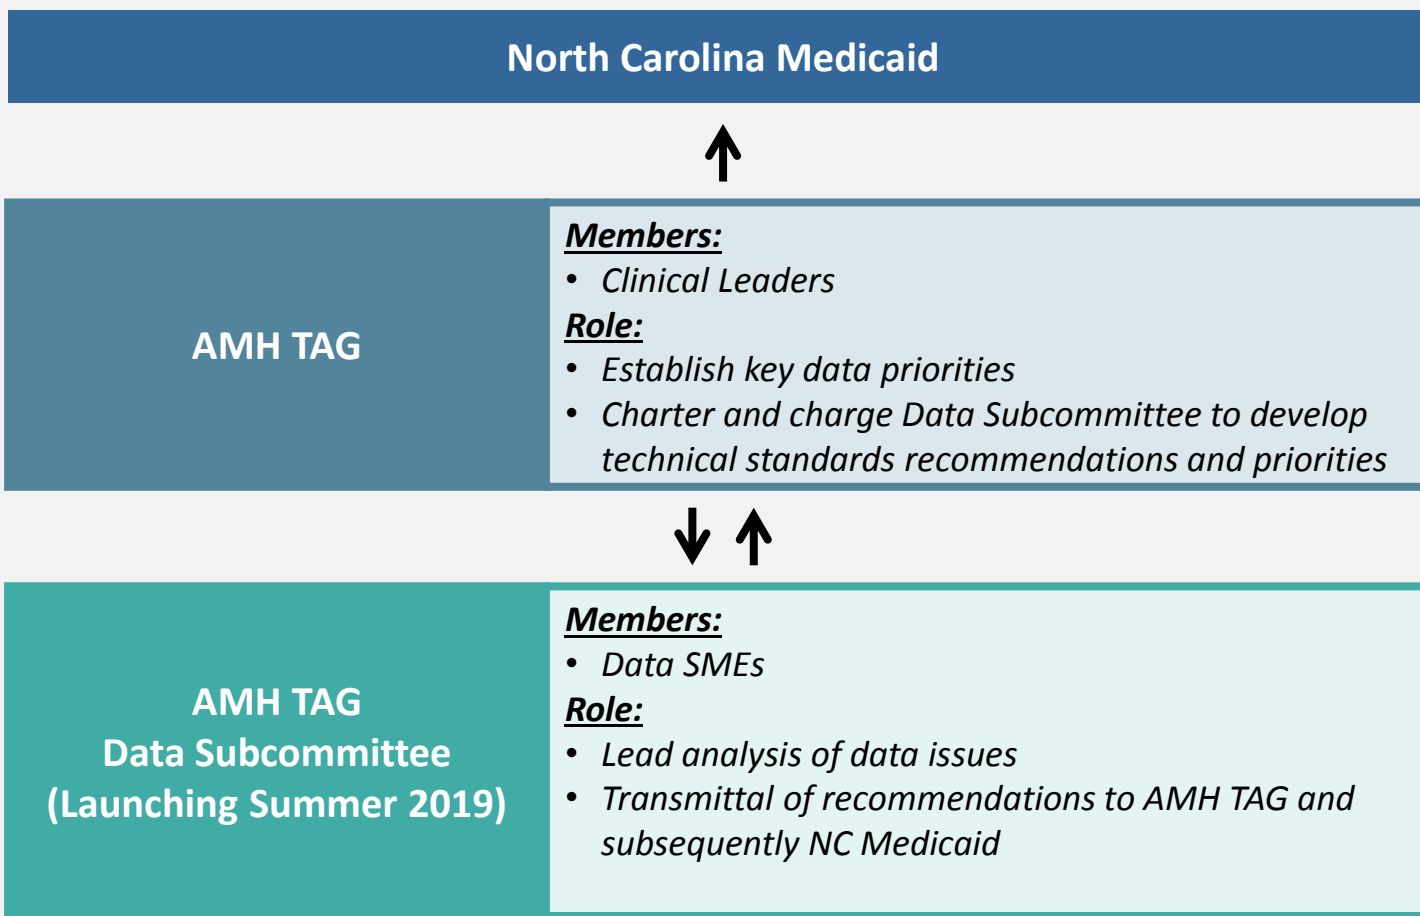 North Carolina Medicaid
AMH TAG
Members:
• Clinical Leaders
Role:
• Establish key data priorities
• Charter and charge Data Subcommittee to develop
technical standards recommendations and priorities
AMH TAG
Data Subcommittee
(Launching Summer 2019)
Members:
• Data SMEs
Role:
• Lead analysis of data issues
• Transmittal of recommendations to AMH TAG and
subsequently NC Medicaid